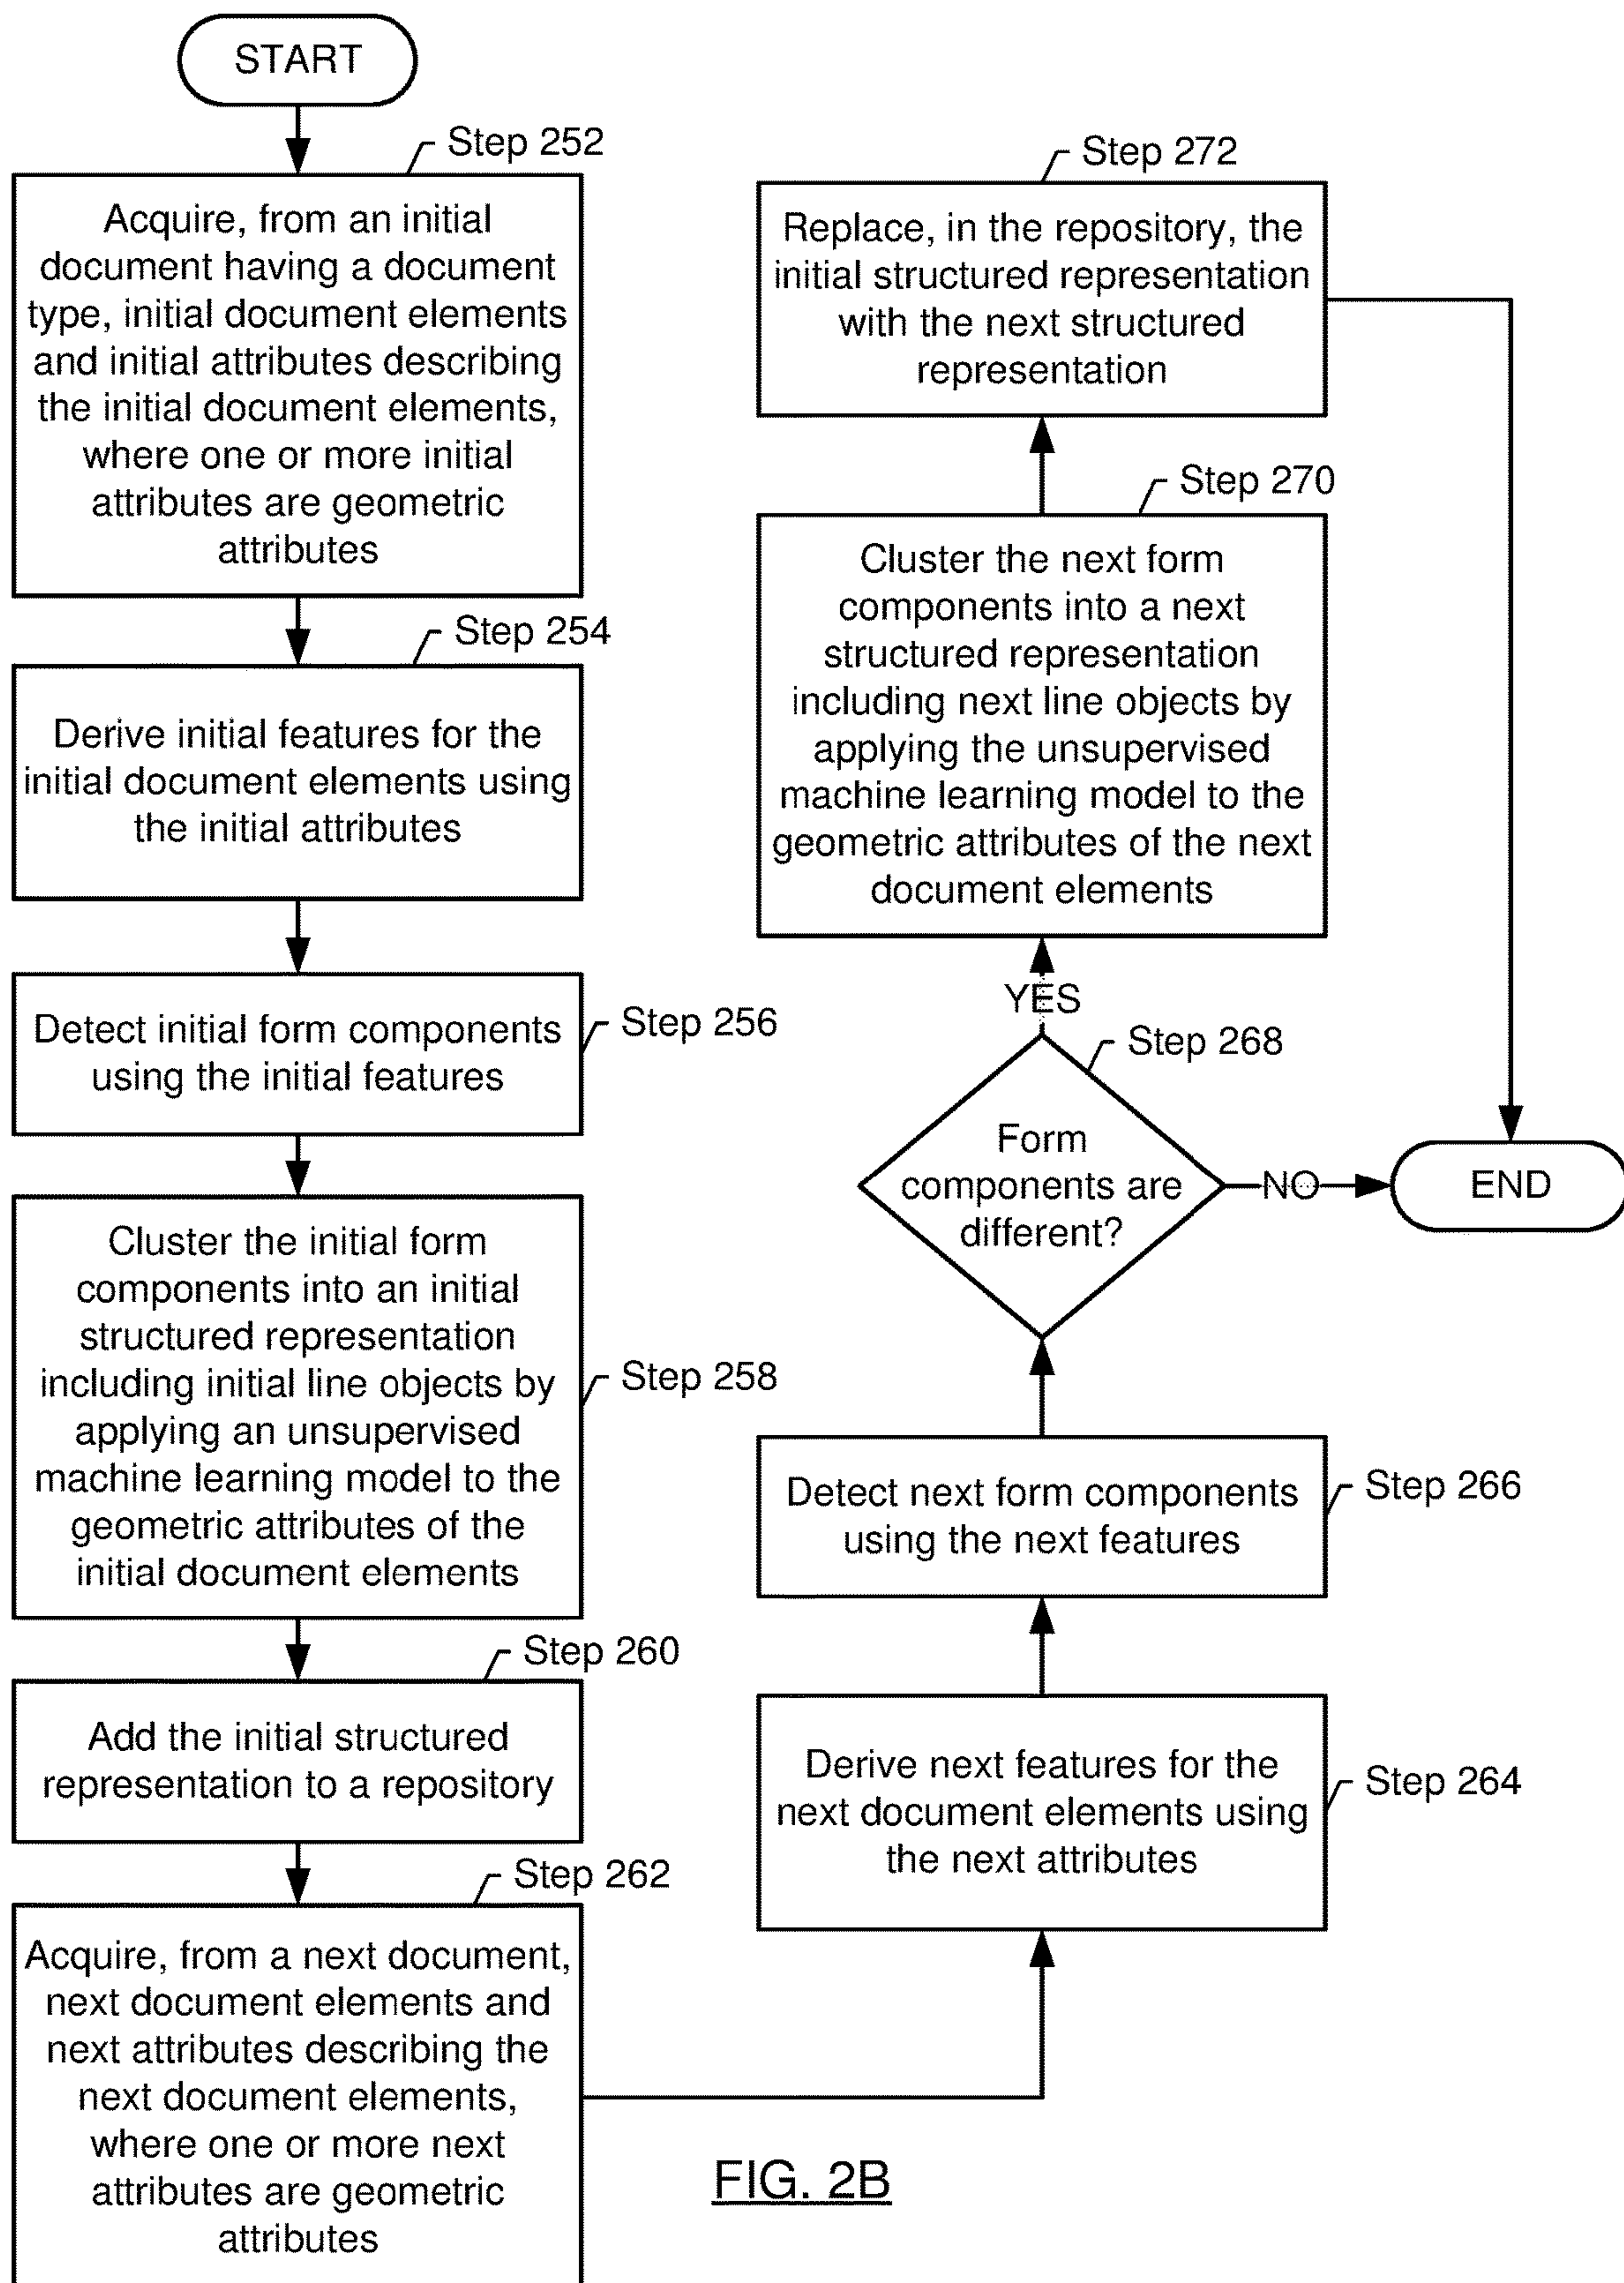 START
Step 252
Acquire, from an initial
document having a document
type, initial document elements
and initial attributes describing
the initial document elements,
where one or more initial
attributes are geometric
attributes
Step 254
Derive initial features for the
initial document elements using
the initial attributes
Step 256
Detect initial form components
using the initial features
Step 258
Cluster the initial form
components into an initial
structured representation
including initial line objects by
applying an unsupervised
machine learning model to the
geometric attributes of the
initial document elements
Step 260
Add the initial structured
representation to a repository
Step 262
Acquire, from a next document,
next document elements and
next attributes describing the
next document elements,
where one or more next
attributes are geometric
attributes
Step 264
Derive next features for the
next document elements using
the next attributes
Step 266
Detect next form components
using the next features
Step 268
Form
components are
different?
YES
NO
END
Step 270
Cluster the next form
components into a next
structured representation
including next line objects by
applying the unsupervised
machine learning model to the
geometric attributes of the next
document elements
Step 272
Replace, in the repository, the
initial structured representation
with the next structured
representation
FIG. 2B